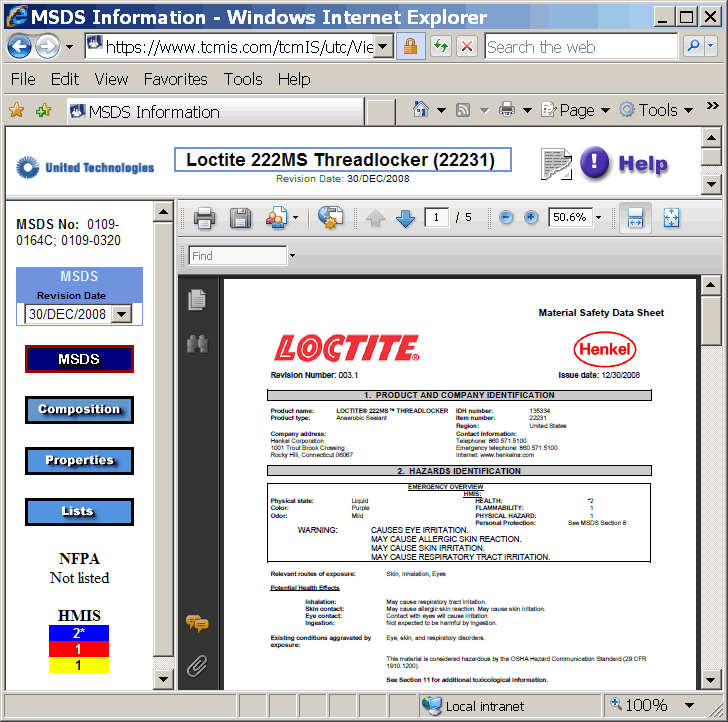 MSDS Information - Windows Internet Explorer
https://www.tcmis.com/tcmIS/utc/Vie
Search the web
File Edit View Favorites Tools Help
MSDS Information
Page Tools
United Technologies
Loctite 222MS Threadlocker (22231)
Revision Date: 30/DEC/2008
Help
MSDS No: 0109-
0164C; 0109-0320
MSDS
Revision Date
30/DEC/2008
MSDS
Composition
Properties
Lists
NFPA
Not listed
HMIS
2*
1
1
1 / 5
50.6%
Find
Material Safety Data Sheet
LOCTITE®
Henkel
Revision Number: 003.1 Issue date: 12/30/2008
1. PRODUCT AND COMPANY IDENTIFICATION
Product name: LOCTITE® 222MS™ THREADLOCKER IDH number: 135334
Product type: Anaerobic Sealant Item number: 22231
Region: United States
Company address: Contact information:
Henkel Corporation Telephone: 860.571.5100
1001 Trout Brook Crossing Emergency telephone: 860.571.5100
Rocky Hill, Connecticut 06067 Internet: www.henkelna.com
2. HAZARDS IDENTIFICATION
EMERGENCY OVERVIEW
HMIS:
Physical state: Liquid HEALTH: *2
Color: Purple FLAMMABILITY: 1
Odor: Mild PHYSICAL HAZARD: 1
Personal Protection: See MSDS Section 8
WARNING: CAUSES EYE IRRITATION.
MAY CAUSE ALLERGIC SKIN REACTION.
MAY CAUSE SKIN IRRITATION.
MAY CAUSE RESPIRATORY TRACT IRRITATION.
Relevant routes of exposure: Skin, Inhalation, Eyes
Potential Health Effects
Inhalation: May cause respiratory tract irritation.
Skin contact: May cause allergic skin reaction. May cause skin irritation.
Eye contact: Contact with eyes will cause irritation.
Ingestion: Not expected to be harmful by ingestion.
Existing conditions aggravated by Eye, skin, and respiratory disorders.
exposure:
This material is considered hazardous by the OSHA Hazard Communication Standard (29 CFR
1910.1200).
See Section 11 for additional toxicological information.
Local intranet
100%